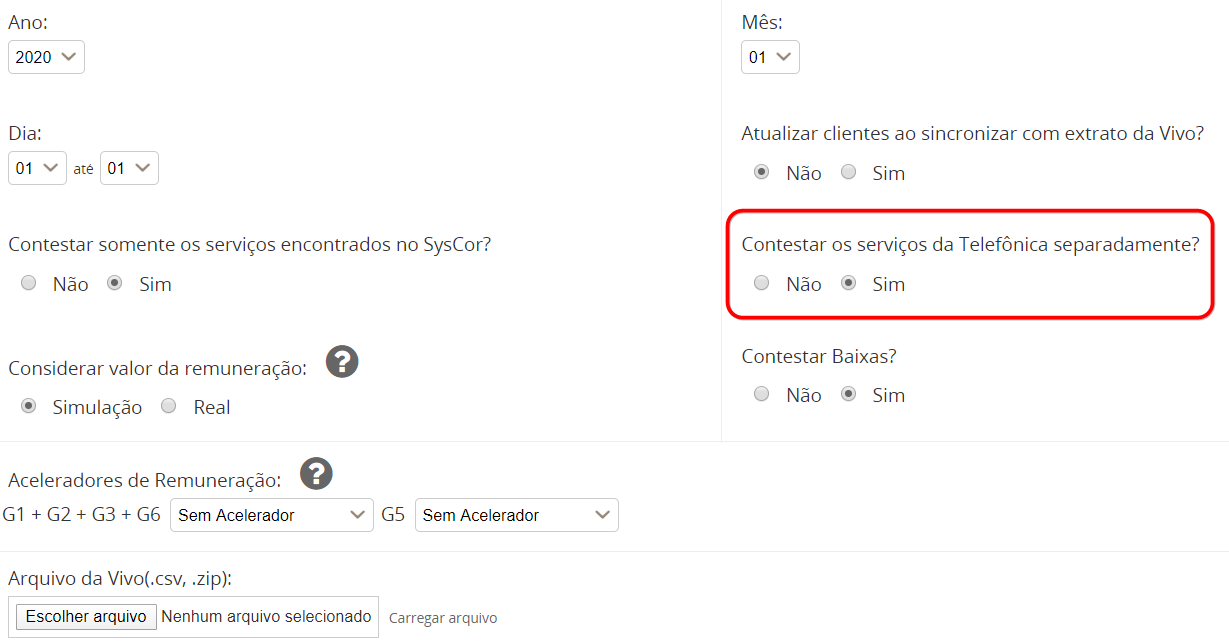 Ano:
Mês:
2020
01
Dia:
Atualizar clientes ao sincronizar com extrato da Vivo?
01 até 01
Não Sim
Contestar somente os serviços encontrados no SysCor?
Contestar os serviços da Telefônica separadamente?
Não Sim
Não Sim
Considerar valor da remuneração: ?
Contestar Baixas?
Simulação Real
Não Sim
Aceleradores de Remuneração: ?
G1 + G2 + G3 + G6 Sem Acelerador G5 Sem Acelerador
Arquivo da Vivo(.csv, .zip):
Escolher arquivo Nenhum arquivo selecionado Carregar arquivo